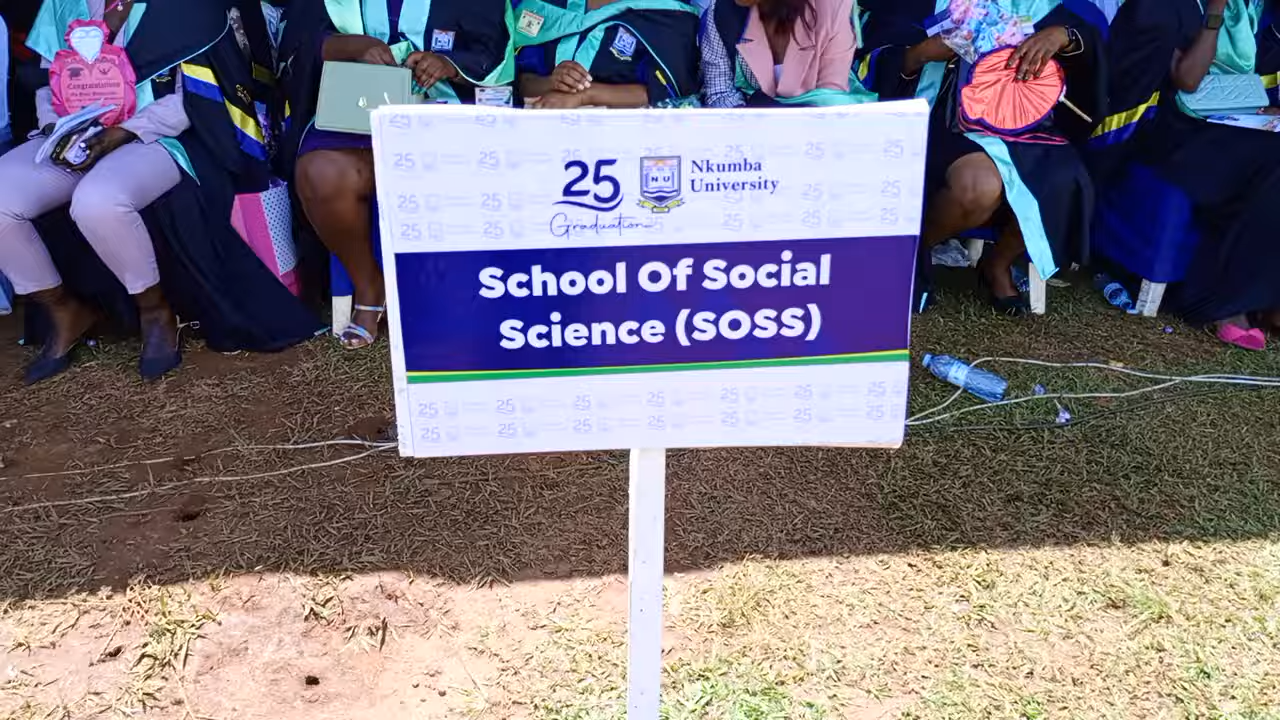 Congratulations
25
Graduation
NU
Nkumba
University
School Of Social
Science (SOSS)